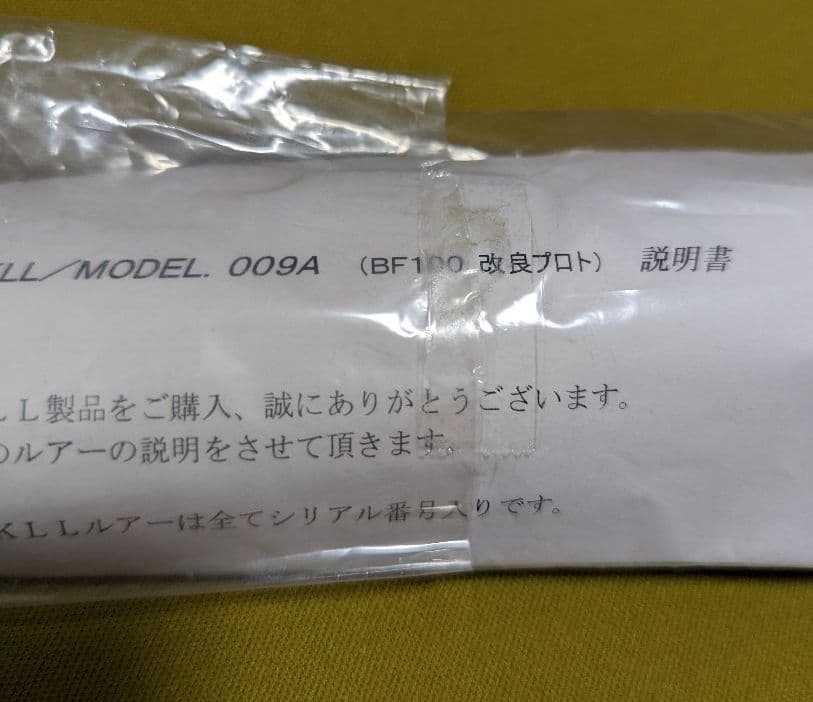 LL／MODEL. 009A （BF100 改良プロト） 説明書
LL製品をご購入、誠にありがとうございます。
のルアーの説明をさせて頂きます。
KLLルアーは全てシリアル番号入りです。